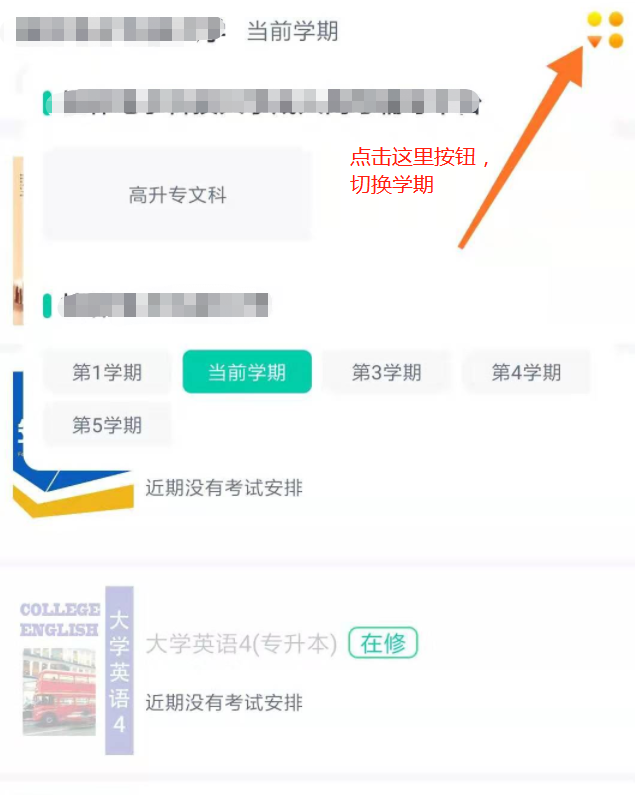 当前学期
点击这里按钮，
切换学期
高升专文科
第1学期
当前学期
第3学期
第4学期
第5学期
近期没有考试安排
COLLEGE
ENGLISH
大学英语4
大学英语4(专升本)
在修
近期没有考试安排